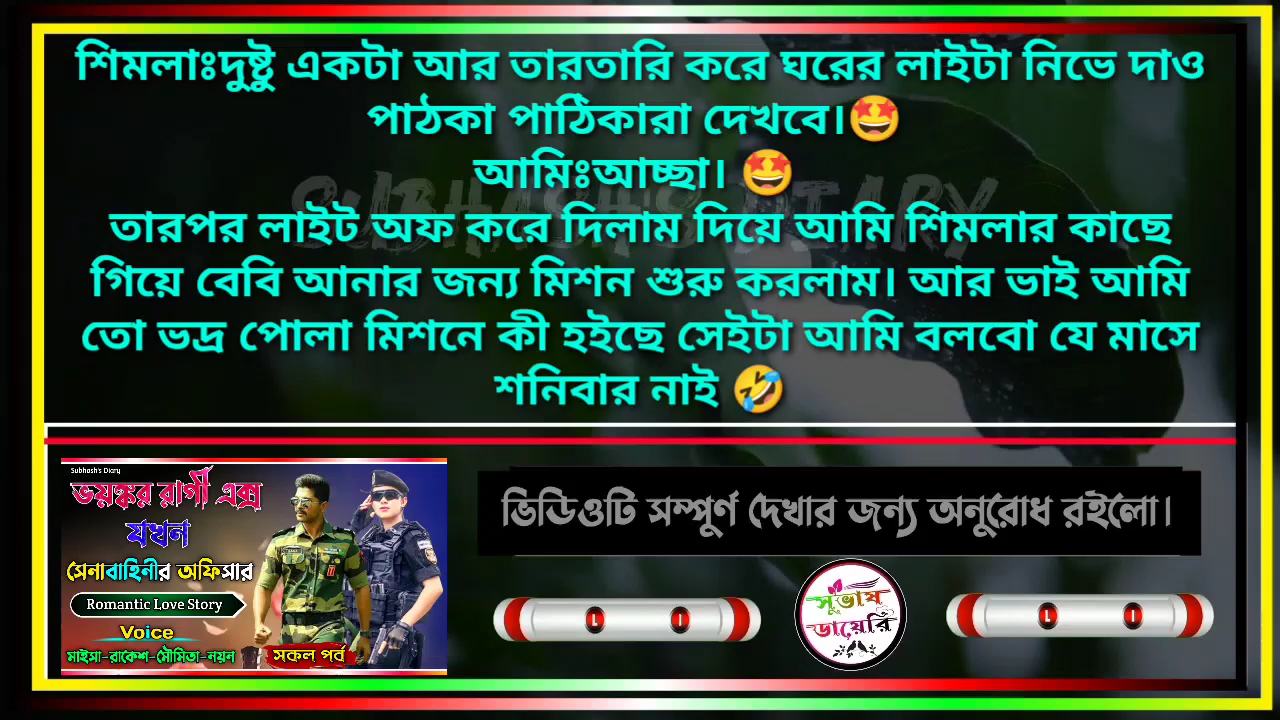 শিমলাঃদুষ্টু একটা আর তারতারি করে ঘরের লাইটা নিভে দাও
পাঠকা পাঠিকারা দেখবে।🤩
আমিঃআচ্ছা। 🤩
SUBHASH'S DIARY
তারপর লাইট অফ করে দিলাম দিয়ে আমি শিমলার কাছে
গিয়ে বেবি আনার জন্য মিশন শুরু করলাম। আর ভাই আমি
তো ভদ্র পোলা মিশনে কী হইছে সেইটা আমি বলবো যে মাসে
শনিবার নাই 🤣
Subhash's Diary
ভয়ঙ্কর রাগী এক্স
যখন
সেনাবাহিনীর অফিসার
Romantic Love Story
Voice
মাইসা-রাকেশ-মৌমিতা-নয়ন
সকল পর্ব
ভিডিওটি সম্পুর্ণ দেখার জন্য অনুরোধ রইলো।
L I
সুভাষ
ডায়েরি
L I